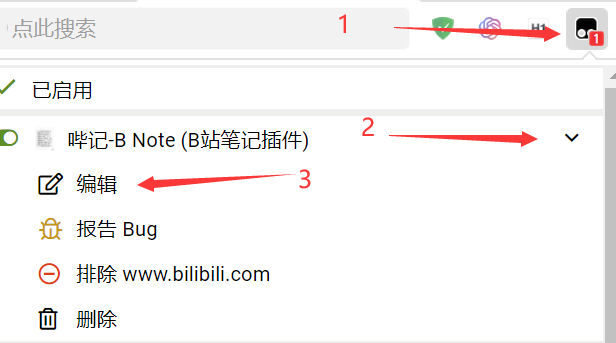 点此搜索 1 H1 1
已启用
哔记-B Note (B站笔记插件) 2
编辑 3
报告 Bug
排除 www.bilibili.com
删除